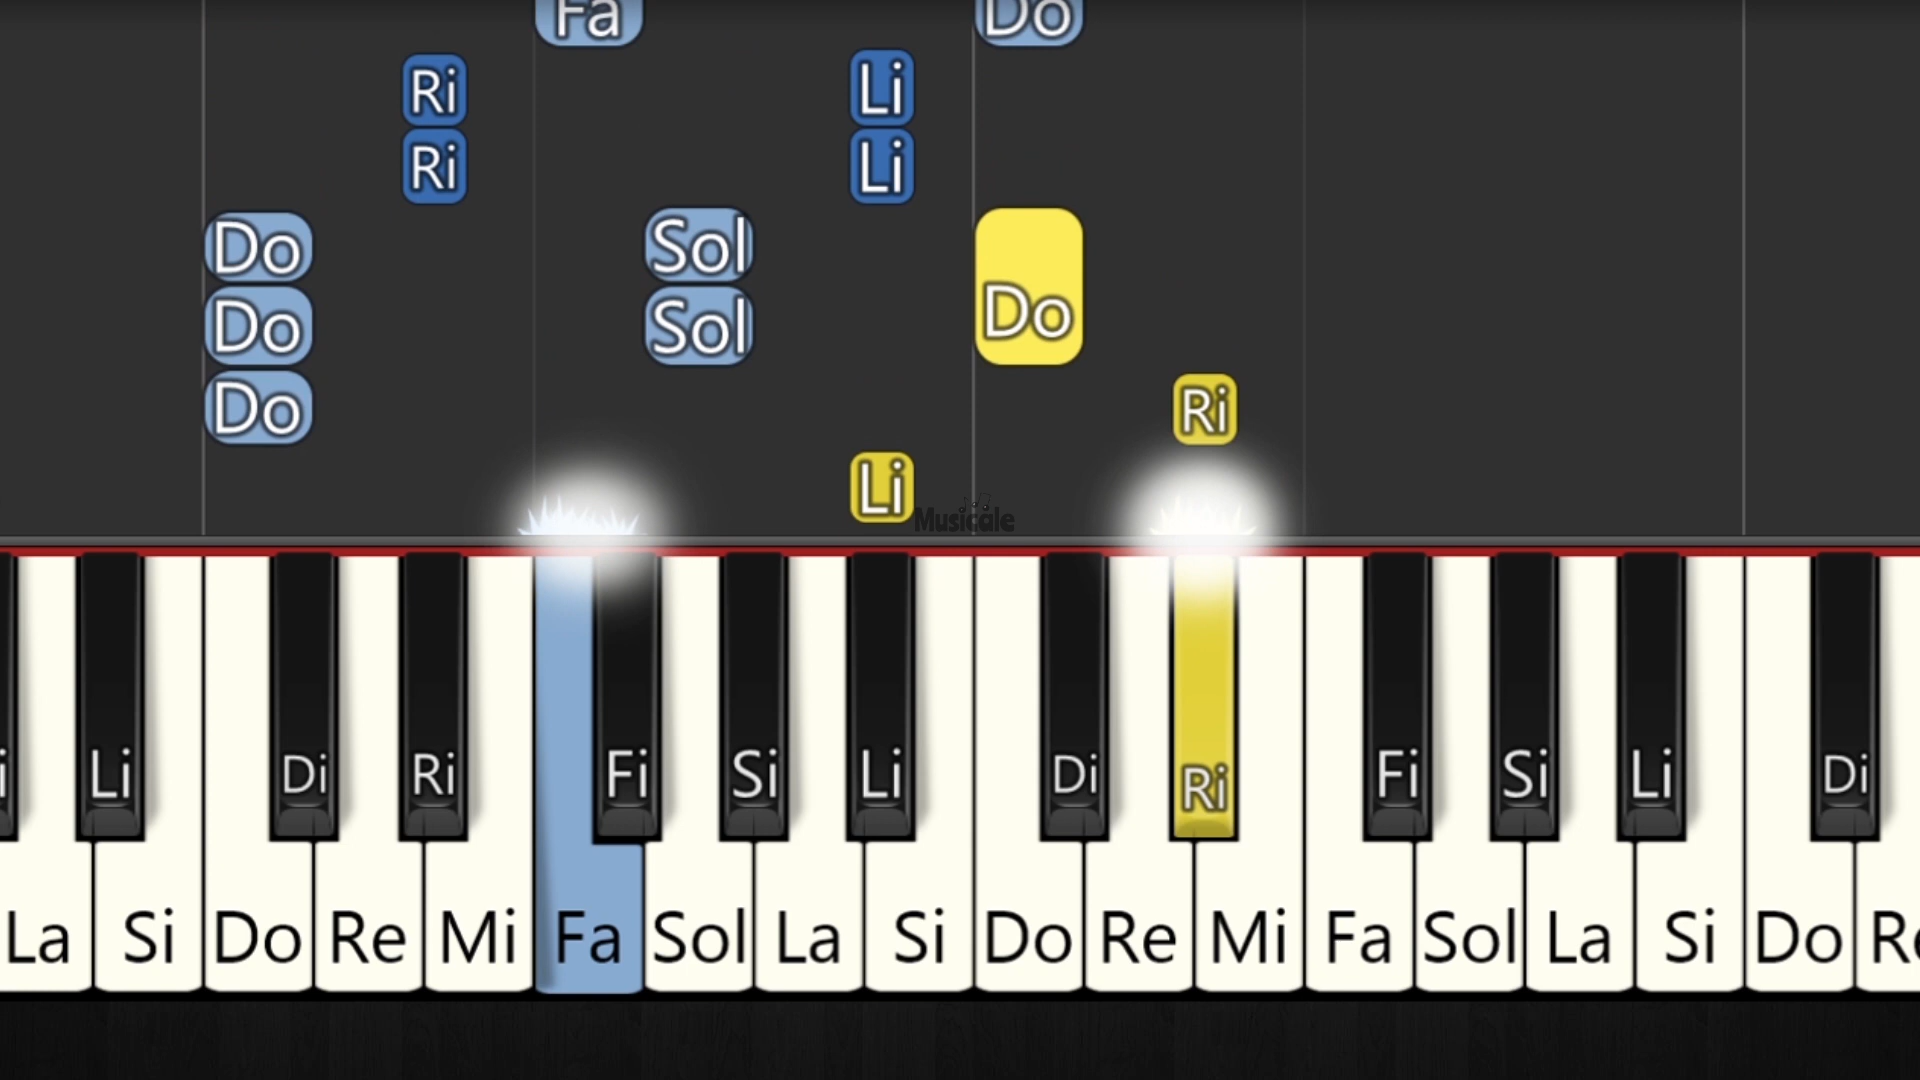 Fa Do
Ri Li
Ri Li
Do Sol
Do Sol Do
Do Ri
Li
Musicale
Li Di Ri Fi Si Li Di Ri Fi Si Li Di
La Si Do Re Mi Fa Sol La Si Do Re Mi Fa Sol La Si Do Re